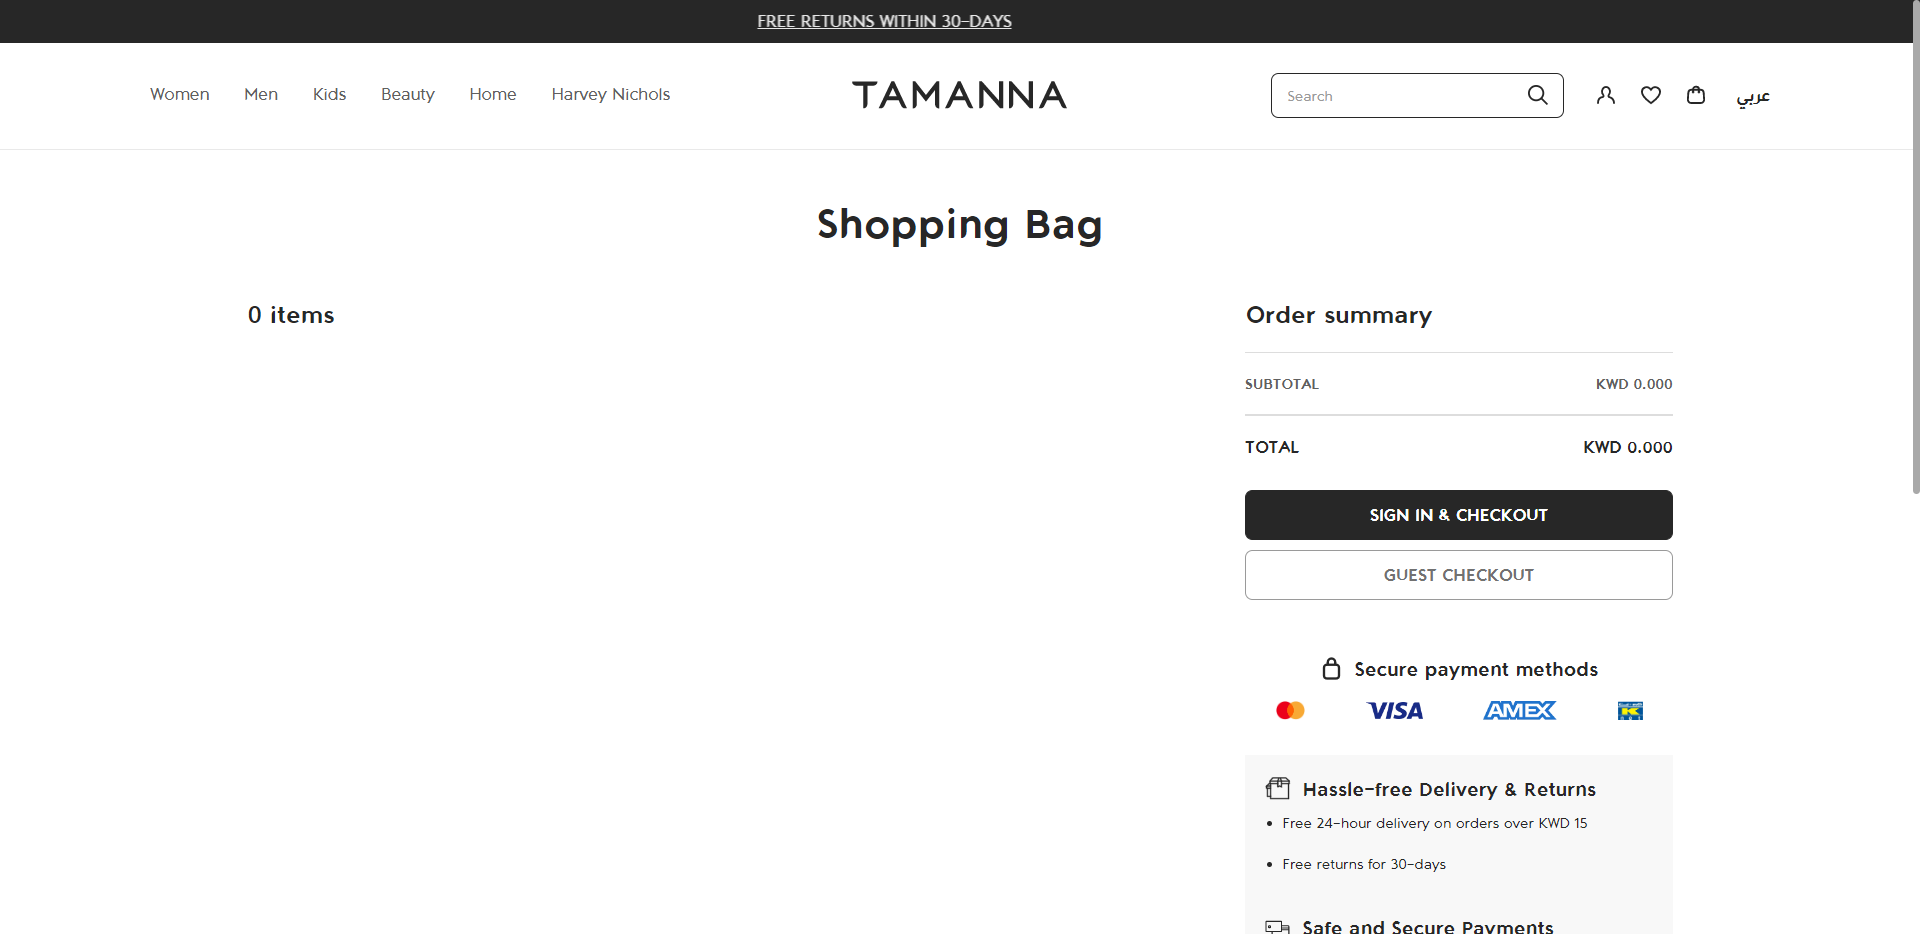 FREE RETURNS WITHIN 30-DAYS
Women Men Kids Beauty Home Harvey Nichols
TAMANNA
Search
عربي
Shopping Bag
0 items
Order summary
SUBTOTAL KWD 0.000
TOTAL KWD 0.000
SIGN IN & CHECKOUT
GUEST CHECKOUT
Secure payment methods
VISA AMEX
Hassle-free Delivery & Returns
• Free 24-hour delivery on orders over KWD 15
• Free returns for 30-days
Safe and Secure Payments